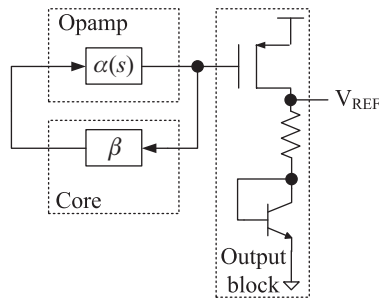 Opamp
α(s)
V_REF
β
Core
Output
block